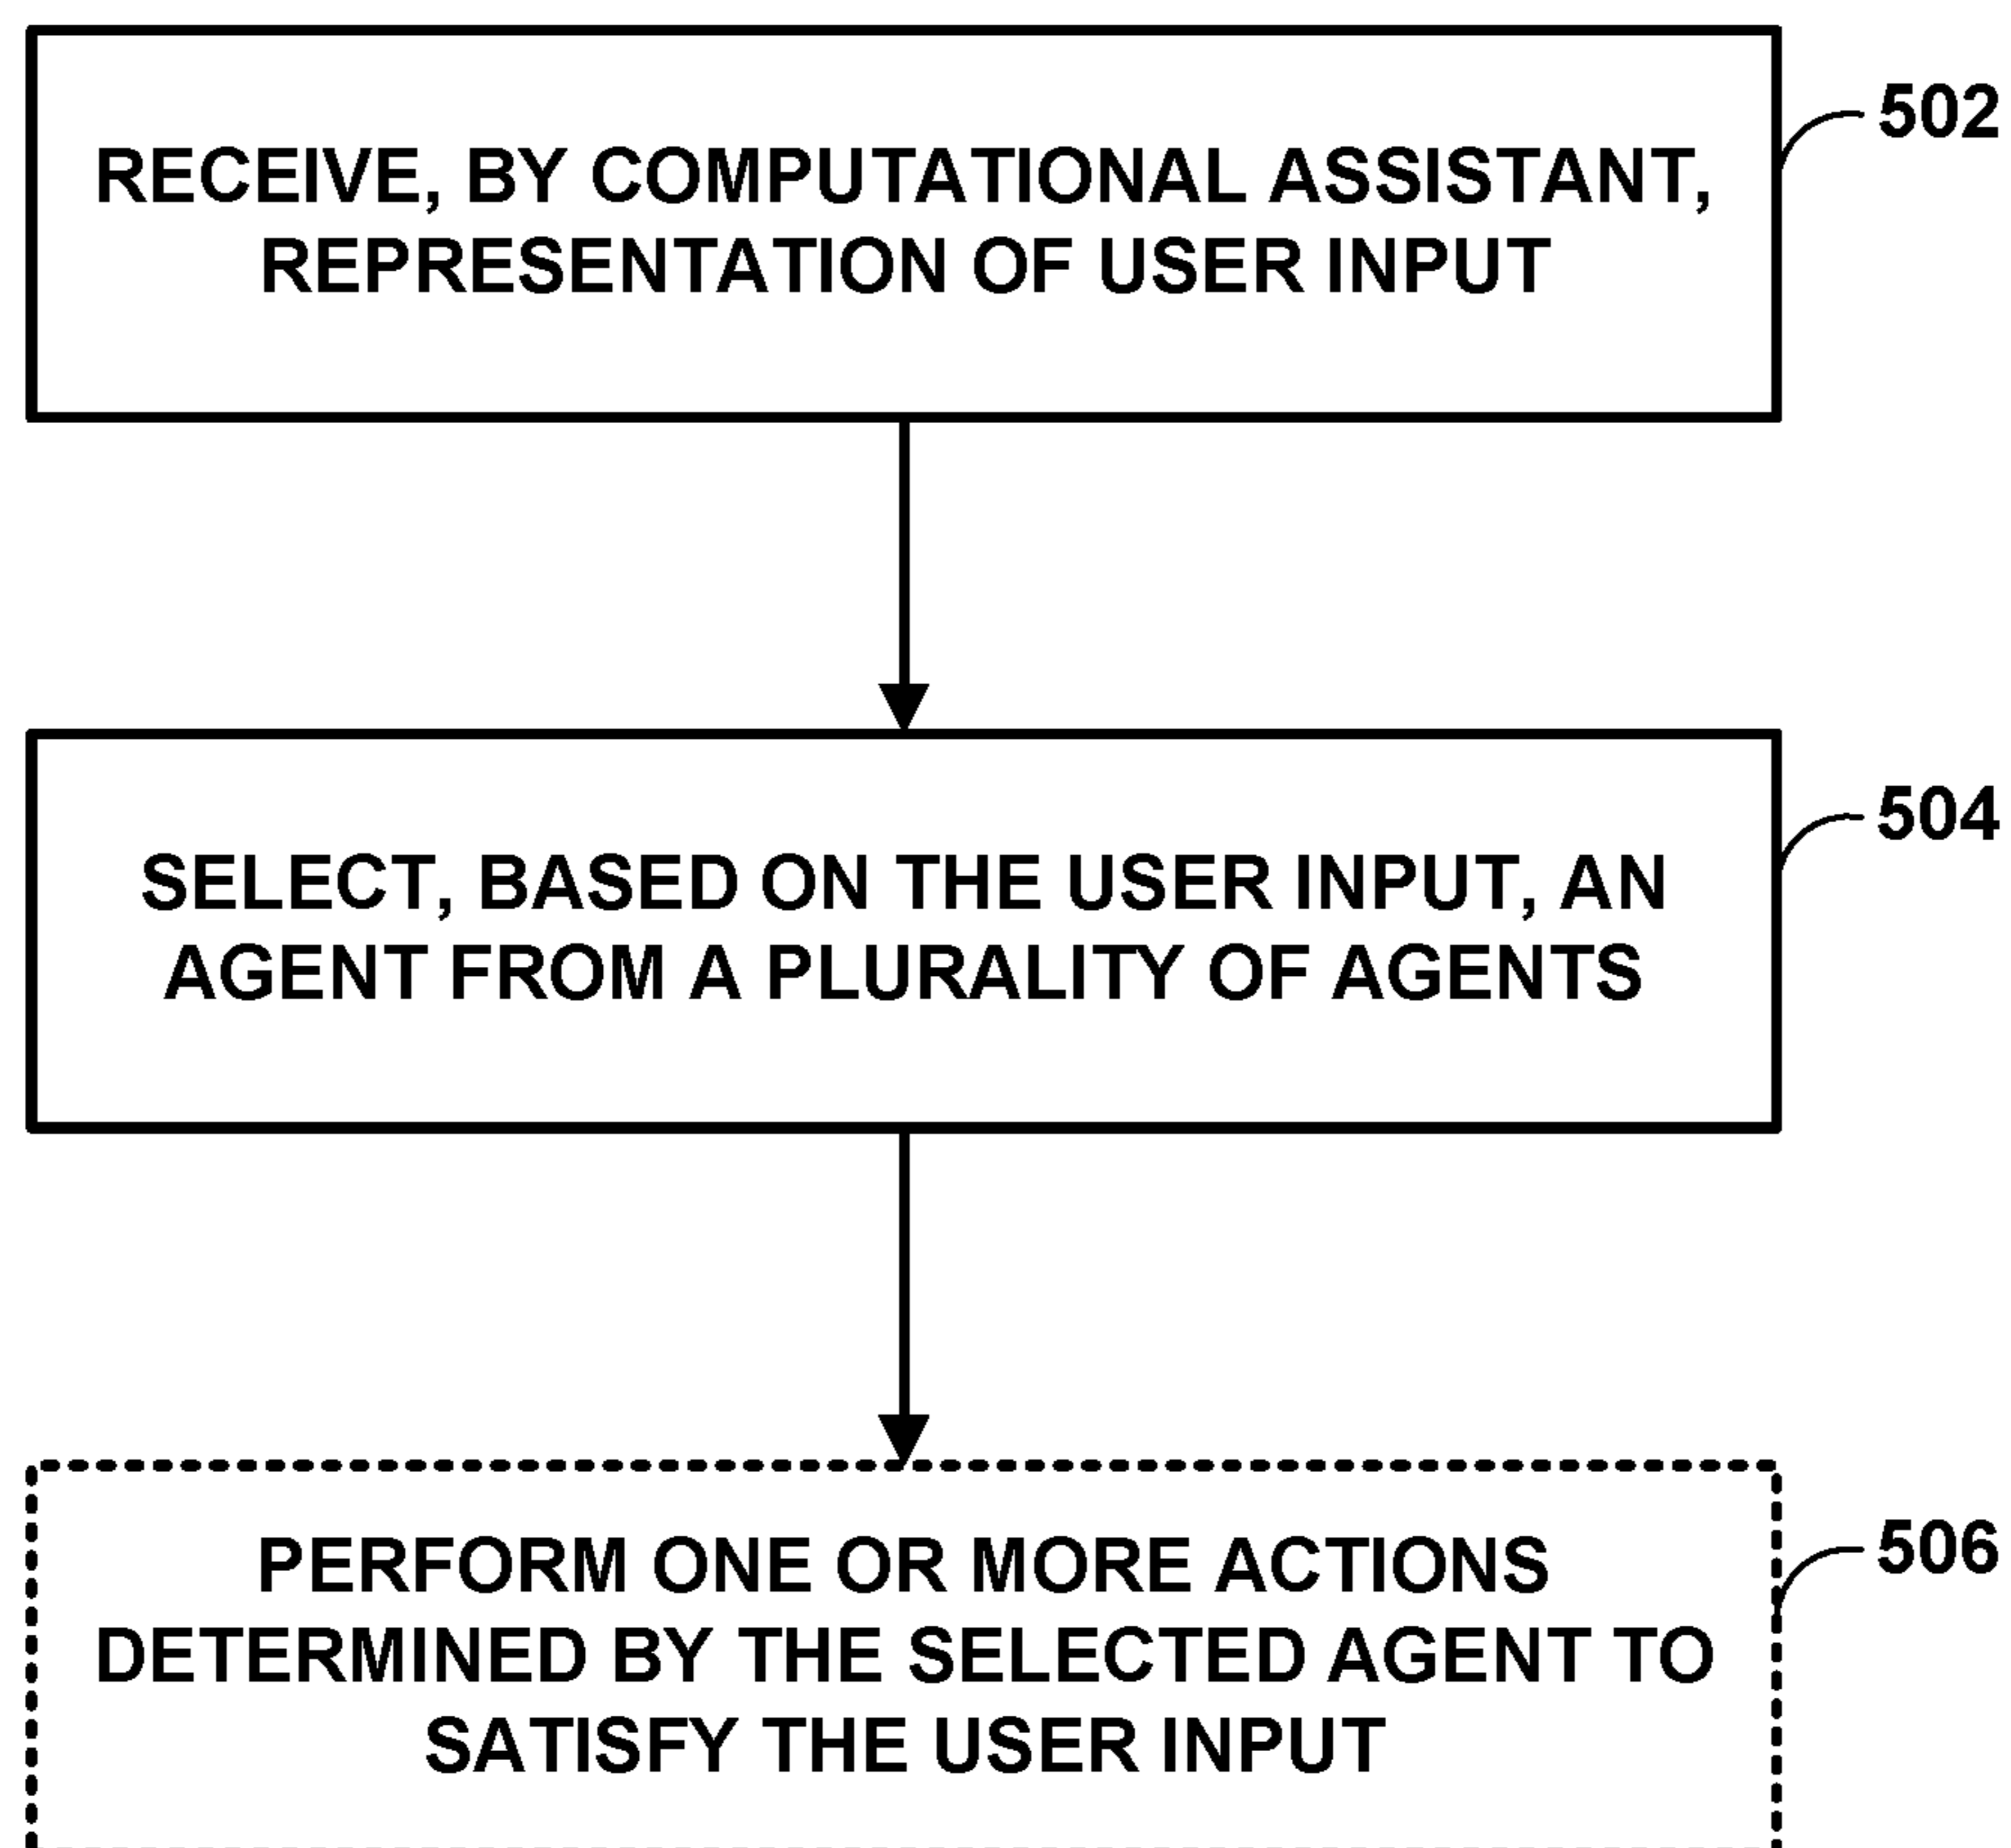 RECEIVE, BY COMPUTATIONAL ASSISTANT,
REPRESENTATION OF USER INPUT
502
SELECT, BASED ON THE USER INPUT, AN
AGENT FROM A PLURALITY OF AGENTS
504
PERFORM ONE OR MORE ACTIONS
DETERMINED BY THE SELECTED AGENT TO
SATISFY THE USER INPUT
506